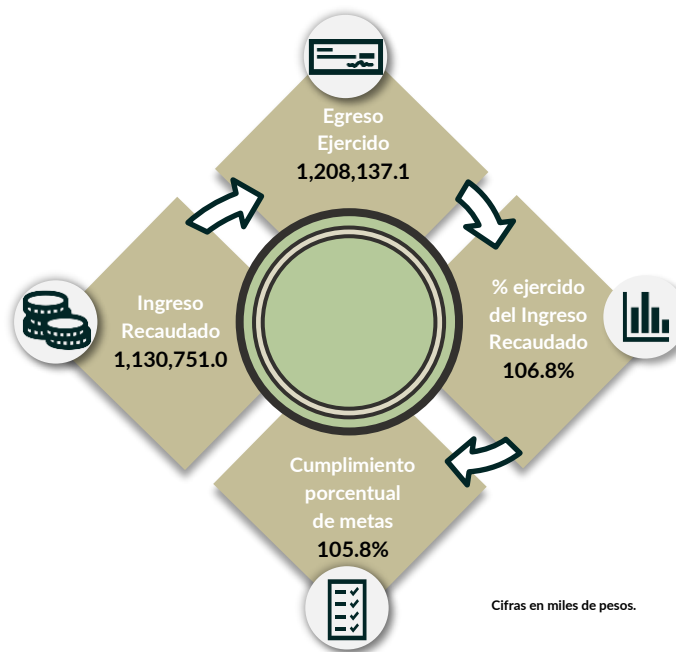 Egreso
Ejercido
1,208,137.1
Ingreso
Recaudado
1,130,751.0
% ejercido
del Ingreso
Recaudado
106.8%
Cumplimiento
porcentual
de metas
105.8%
Cifras en miles de pesos.